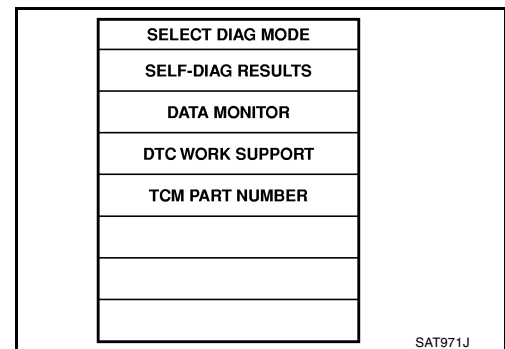 SELECT DIAG MODE
SELF-DIAG RESULTS
DATA MONITOR
DTC WORK SUPPORT
TCM PART NUMBER
SAT971J